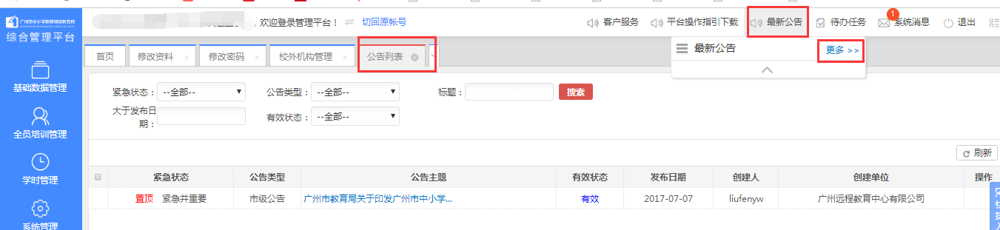 广州市中小学教师继续教育网
综合管理平台
，欢迎登录管理平台！ 切回原帐号
客户服务 平台操作指引下载 最新公告 待办任务 1 系统消息 退出
最新公告 更多 >>
首页 修改资料 × 修改密码 × 校外机构管理 × 公告列表
基础数据管理
全员培训管理
学时管理
系统管理
紧急状态： --全部-- 公告类型： --全部-- 标题： 搜索
大于发布日期： 有效状态： --全部--
刷新
紧急状态 公告类型 公告主题 有效状态 发布日期 创建人 创建单位 操作
置顶 紧急并重要 市级公告 广州市教育局关于印发广州市中小学... 有效 2017-07-07 liufenyw 广州远程教育中心有限公司
快
捷
入